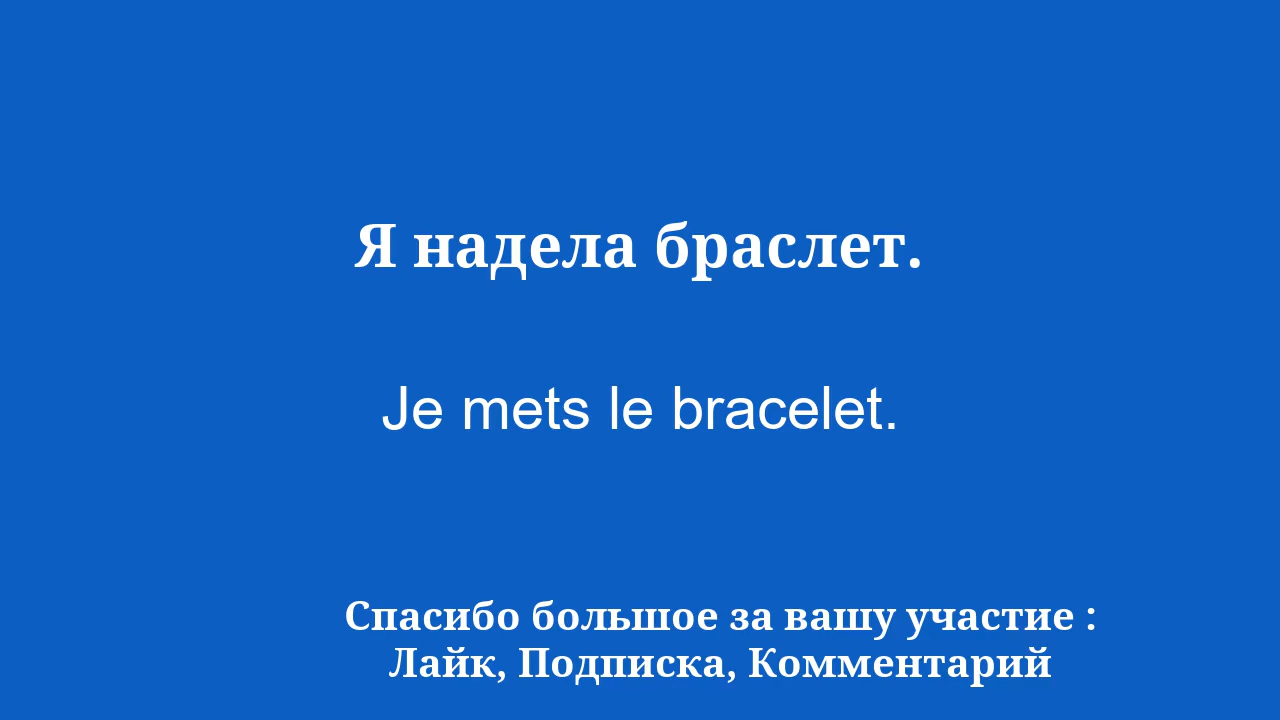 Я надела браслет.
Je mets le bracelet.
Спасибо большое за вашу участие :
Лайк, Подписка, Комментарий